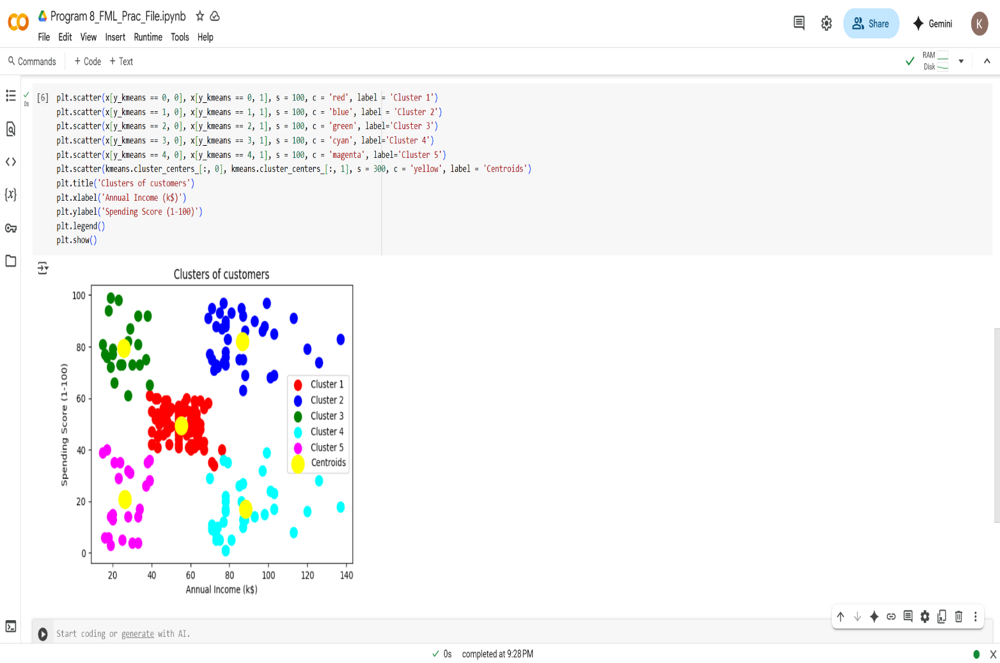 Program 8_FML_Prac_File.ipynb
File Edit View Insert Runtime Tools Help
Share
Gemini
K
Commands + Code + Text
RAM
Disk
0s
[6] plt.scatter(x[y_kmeans == 0, 0], x[y_kmeans == 0, 1], s = 100, c = 'red', label = 'Cluster 1')
plt.scatter(x[y_kmeans == 1, 0], x[y_kmeans == 1, 1], s = 100, c = 'blue', label = 'Cluster 2')
plt.scatter(x[y_kmeans == 2, 0], x[y_kmeans == 2, 1], s = 100, c = 'green', label='Cluster 3')
plt.scatter(x[y_kmeans == 3, 0], x[y_kmeans == 3, 1], s = 100, c = 'cyan', label='Cluster 4')
plt.scatter(x[y_kmeans == 4, 0], x[y_kmeans == 4, 1], s = 100, c = 'magenta', label='Cluster 5')
plt.scatter(kmeans.cluster_centers_[:, 0], kmeans.cluster_centers_[:, 1], s = 300, c = 'yellow', label = 'Centroids')
plt.title('Clusters of customers')
plt.xlabel('Annual Income (k$)')
plt.ylabel('Spending Score (1-100)')
plt.legend()
plt.show()
Clusters of customers
100
80
60
40
20
0
Spending Score (1-100)
Cluster 1
Cluster 2
Cluster 3
Cluster 4
Cluster 5
Centroids
20 40 60 80 100 120 140
Annual Income (k$)
Start coding or generate with AI.
0s completed at 9:28 PM